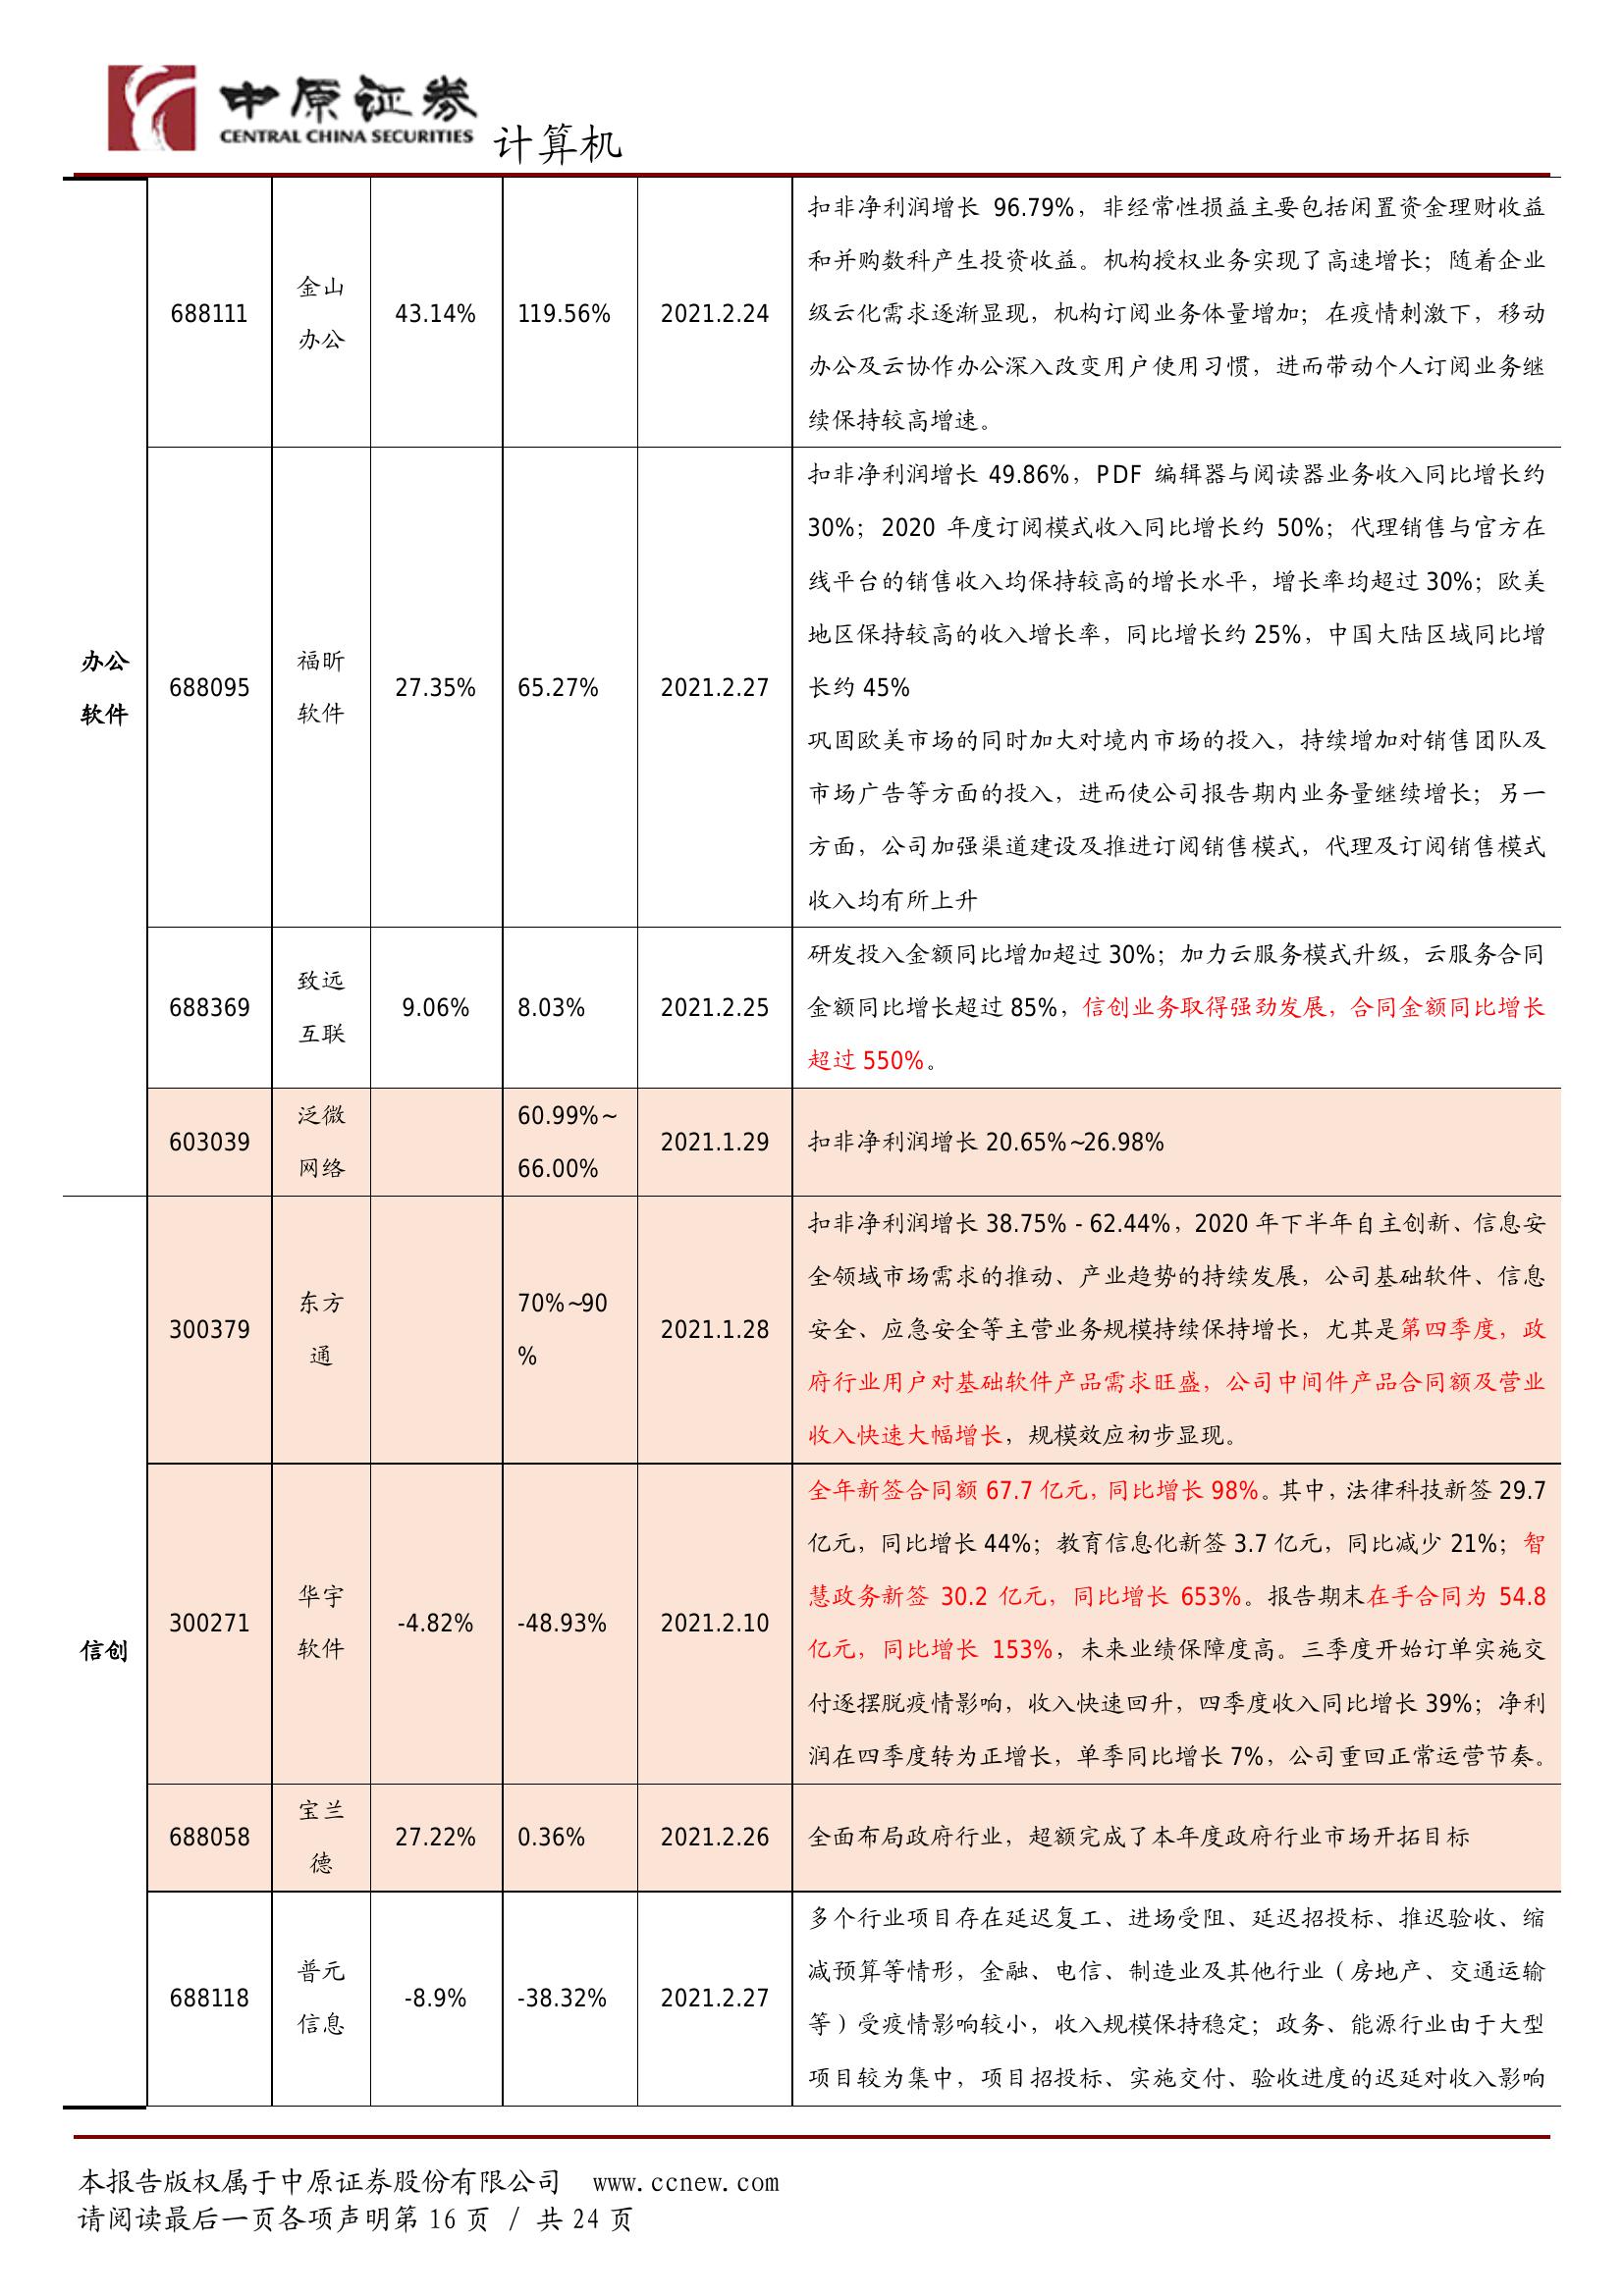 中原证券
CENTRAL CHINA SECURITIES
计算机
办公
软件
688111
金山
办公
43.14%
119.56%
2021.2.24
扣非净利润增长 96.79%，非经常性损益主要包括闲置资金理财收益
和并购数科产生投资收益。机构授权业务实现了高速增长；随着企业
级云化需求逐渐显现，机构订阅业务体量增加；在疫情刺激下，移动
办公及云协作办公深入改变用户使用习惯，进而带动个人订阅业务继
续保持较高增速。
688095
福昕
软件
27.35%
65.27%
2021.2.27
扣非净利润增长 49.86%，PDF 编辑器与阅读器业务收入同比增长约
30%；2020 年度订阅模式收入同比增长约 50%；代理销售与官方在
线平台的销售收入均保持较高的增长水平，增长率均超过 30%；欧美
地区保持较高的收入增长率，同比增长约 25%，中国大陆区域同比增
长约 45%
巩固欧美市场的同时加大对境内市场的投入，持续增加对销售团队及
市场广告等方面的投入，进而使公司报告期内业务量继续增长；另一
方面，公司加强渠道建设及推进订阅销售模式，代理及订阅销售模式
收入均有所上升
688369
致远
互联
9.06%
8.03%
2021.2.25
研发投入金额同比增加超过 30%；加力云服务模式升级，云服务合同
金额同比增长超过 85%，信创业务取得强劲发展，合同金额同比增长
超过 550%。
603039
泛微
网络
60.99%~
66.00%
2021.1.29
扣非净利润增长 20.65%~26.98%
信创
300379
东方
通
70%~90
%
2021.1.28
扣非净利润增长 38.75% - 62.44%，2020 年下半年自主创新、信息安
全领域市场需求的推动、产业趋势的持续发展，公司基础软件、信息
安全、应急安全等主营业务规模持续保持增长，尤其是第四季度，政
府行业用户对基础软件产品需求旺盛，公司中间件产品合同额及营业
收入快速大幅增长，规模效应初步显现。
300271
华宇
软件
-4.82%
-48.93%
2021.2.10
全年新签合同额 67.7 亿元，同比增长 98%。其中，法律科技新签 29.7
亿元，同比增长 44%；教育信息化新签 3.7 亿元，同比减少 21%；智
慧政务新签 30.2 亿元，同比增长 653%。报告期末在手合同为 54.8
亿元，同比增长 153%，未来业绩保障度高。三季度开始订单实施交
付逐摆脱疫情影响，收入快速回升，四季度收入同比增长 39%；净利
润在四季度转为正增长，单季同比增长 7%，公司重回正常运营节奏。
688058
宝兰
德
27.22%
0.36%
2021.2.26
全面布局政府行业，超额完成了本年度政府行业市场开拓目标
688118
普元
信息
-8.9%
-38.32%
2021.2.27
多个行业项目存在延迟复工、进场受阻、延迟招投标、推迟验收、缩
减预算等情形，金融、电信、制造业及其他行业（房地产、交通运输
等）受疫情影响较小，收入规模保持稳定；政务、能源行业由于大型
项目较为集中，项目招投标、实施交付、验收进度的迟延对收入影响
本报告版权属于中原证券股份有限公司 www.ccnew.com
请阅读最后一页各项声明第 16 页 / 共 24 页